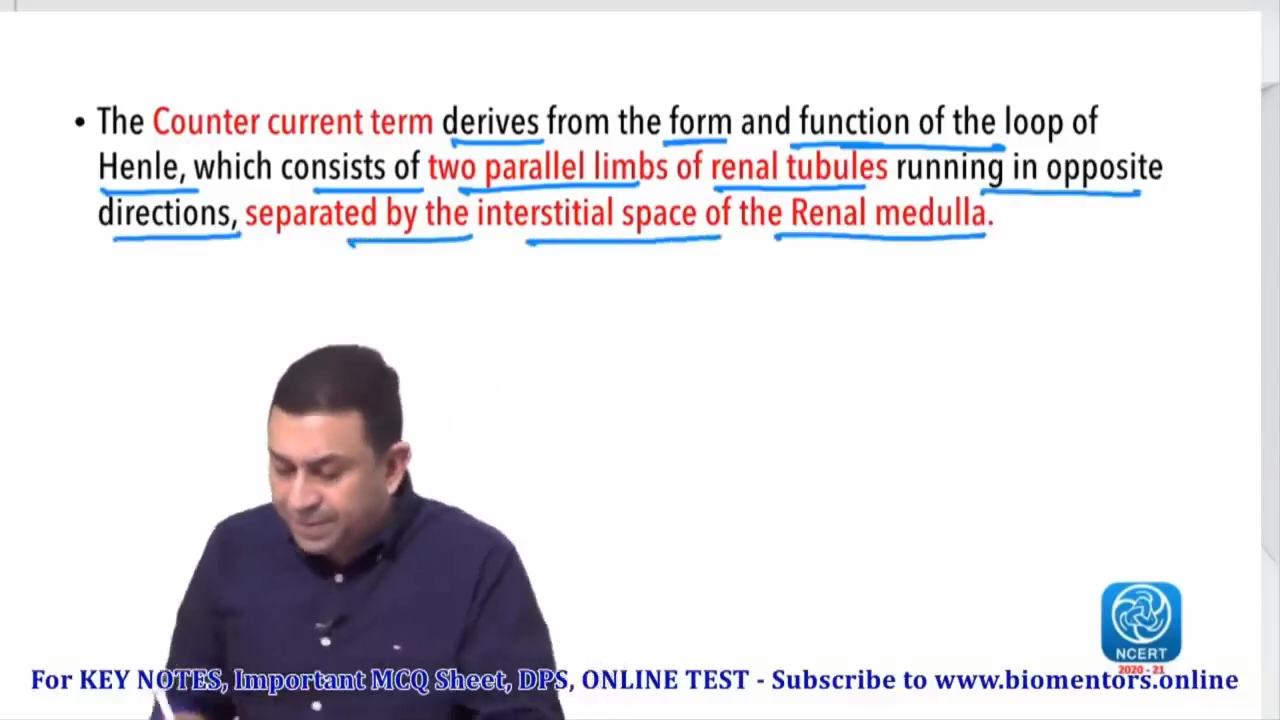 • The Counter current term derives from the form and function of the loop of
Henle, which consists of two parallel limbs of renal tubules running in opposite
directions, separated by the interstitial space of the Renal medulla.
NCERT
2020 - 21
For KEY NOTES, Important MCQ Sheet, DPS, ONLINE TEST - Subscribe to www.biomentors.online